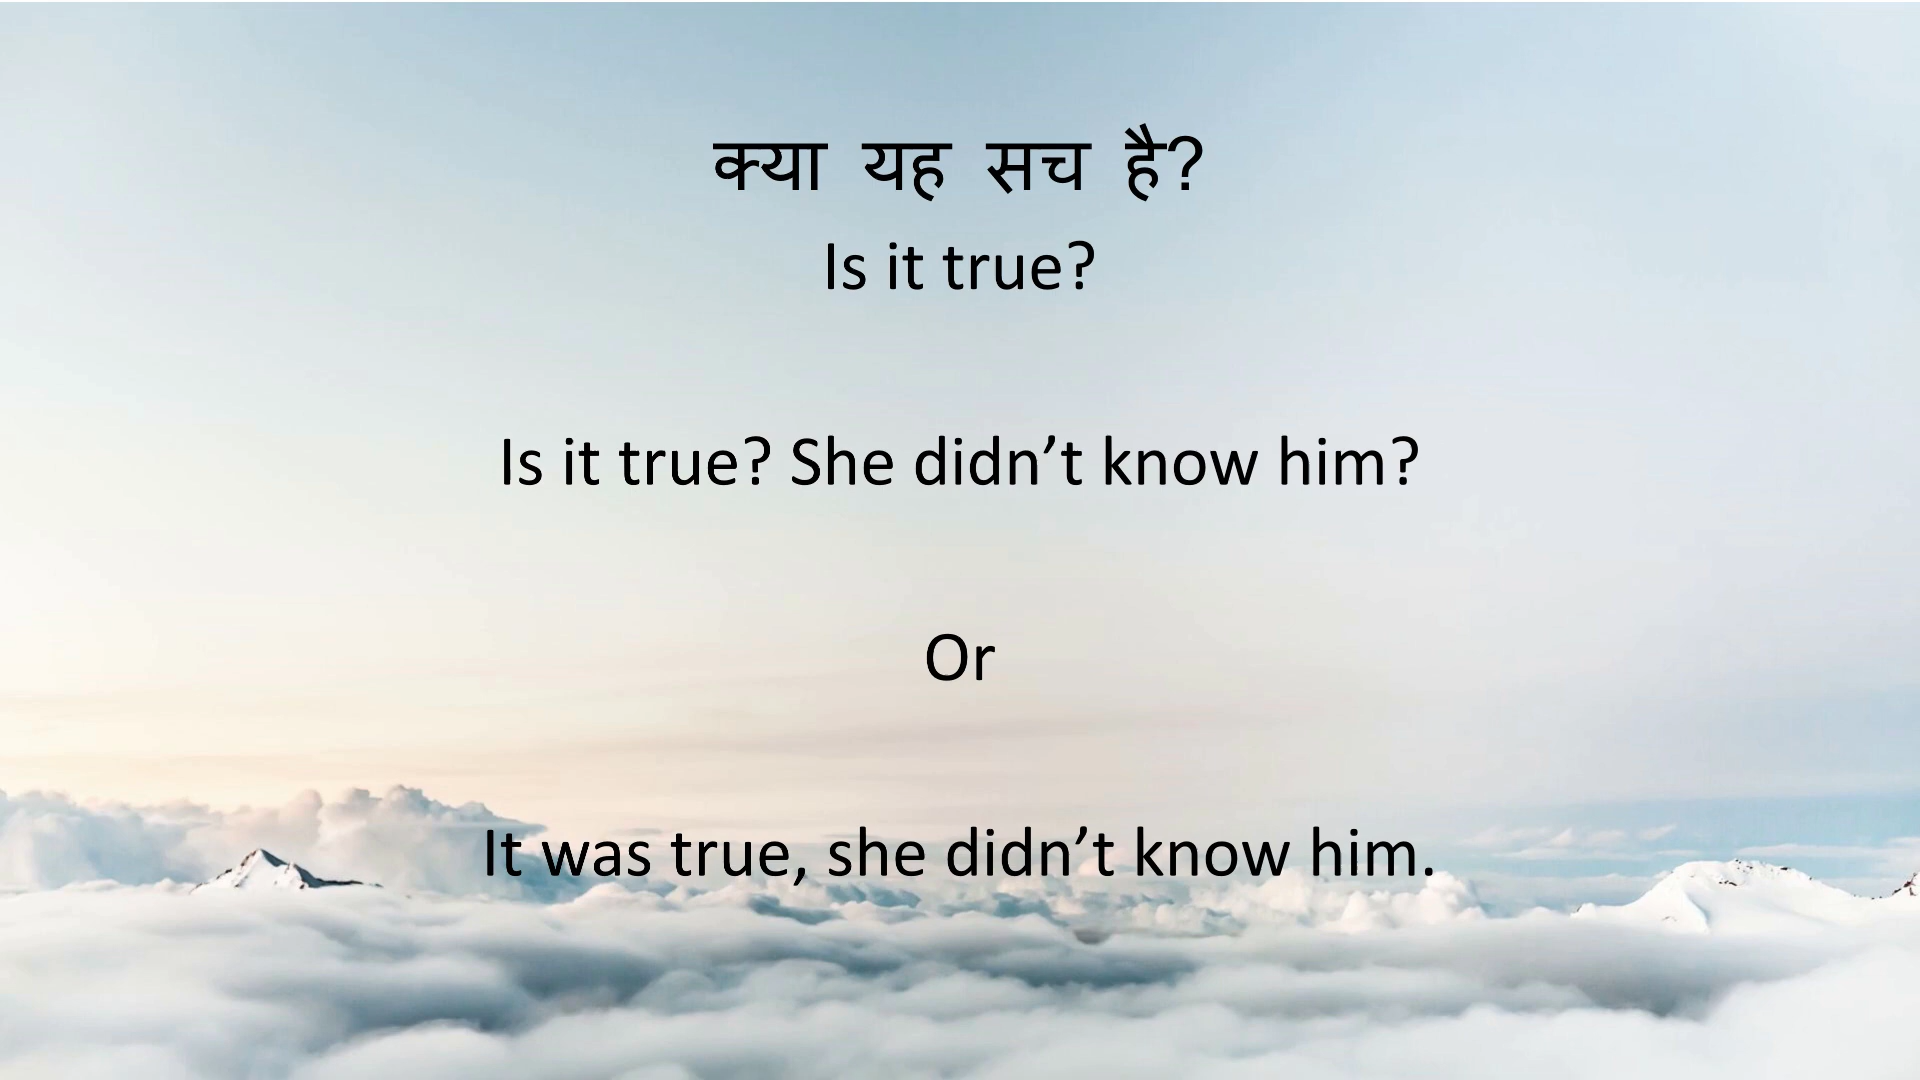 क्या यह सच है?
Is it true?
Is it true? She didn’t know him?
Or
It was true, she didn’t know him.